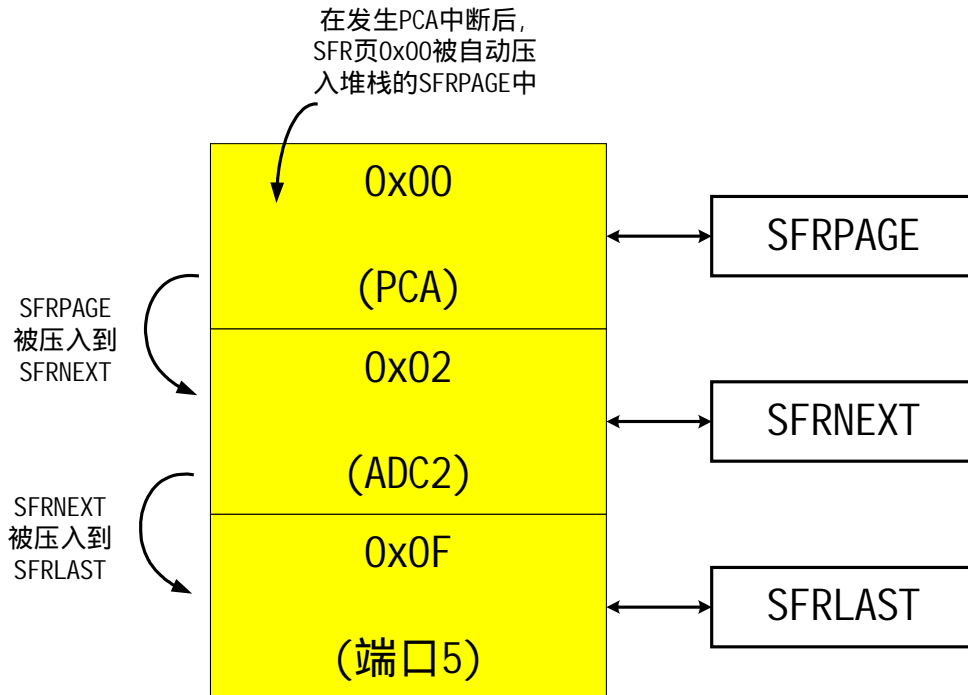 在发生PCA中断后,
SFR页0x00被自动压
入堆栈的SFRPAGE中
0x00
(PCA)
SFRPAGE
SFRPAGE
被压入到
SFRNEXT
0x02
(ADC2)
SFRNEXT
SFRNEXT
被压入到
SFRLAST
0x0F
(端口5)
SFRLAST